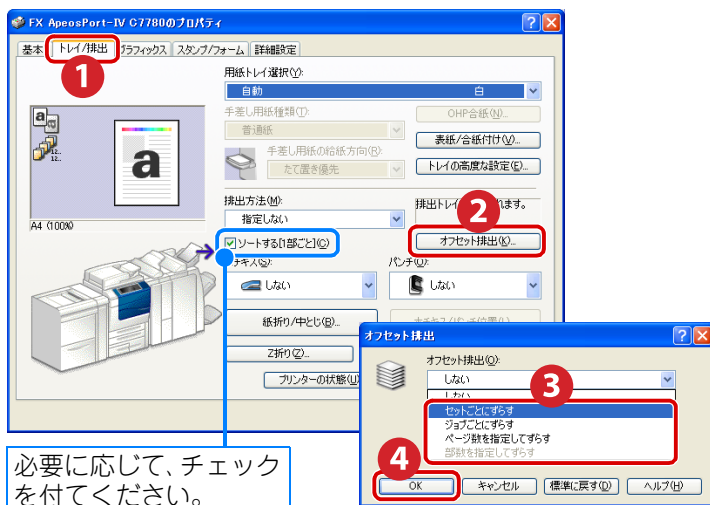 FX ApeosPort-IV C7780のプロパティ
基本 トレイ/排出 グラフィックス スタンプ/フォーム 詳細設定
1
用紙トレイ選択(Y):
自動 白
手差し用紙種類(T):
普通紙
OHP合紙(N)...
手差し用紙の給紙方向(R):
たて置き優先
表紙/合紙付け(V)...
トレイの高度な設定(E)...
a
12..
12..
a
A4 (100%)
排出方法(M):
指定しない
排出トレイ
ます。
2
オフセット排出(K)...
ソートする[1部ごと](C)
しない
パンチ(U):
しない
紙折り/中とじ(B)...
Z折り(Z)...
プリンターの状態(U)
オフセット排出
オフセット排出(O):
しない
しない
3
セットごとにずらす
ジョブごとにずらす
ページ数を指定してずらす
部数を指定してずらす
4
OK キャンセル 標準に戻す(D) ヘルプ(H)
必要に応じて、チェック
を付てください。